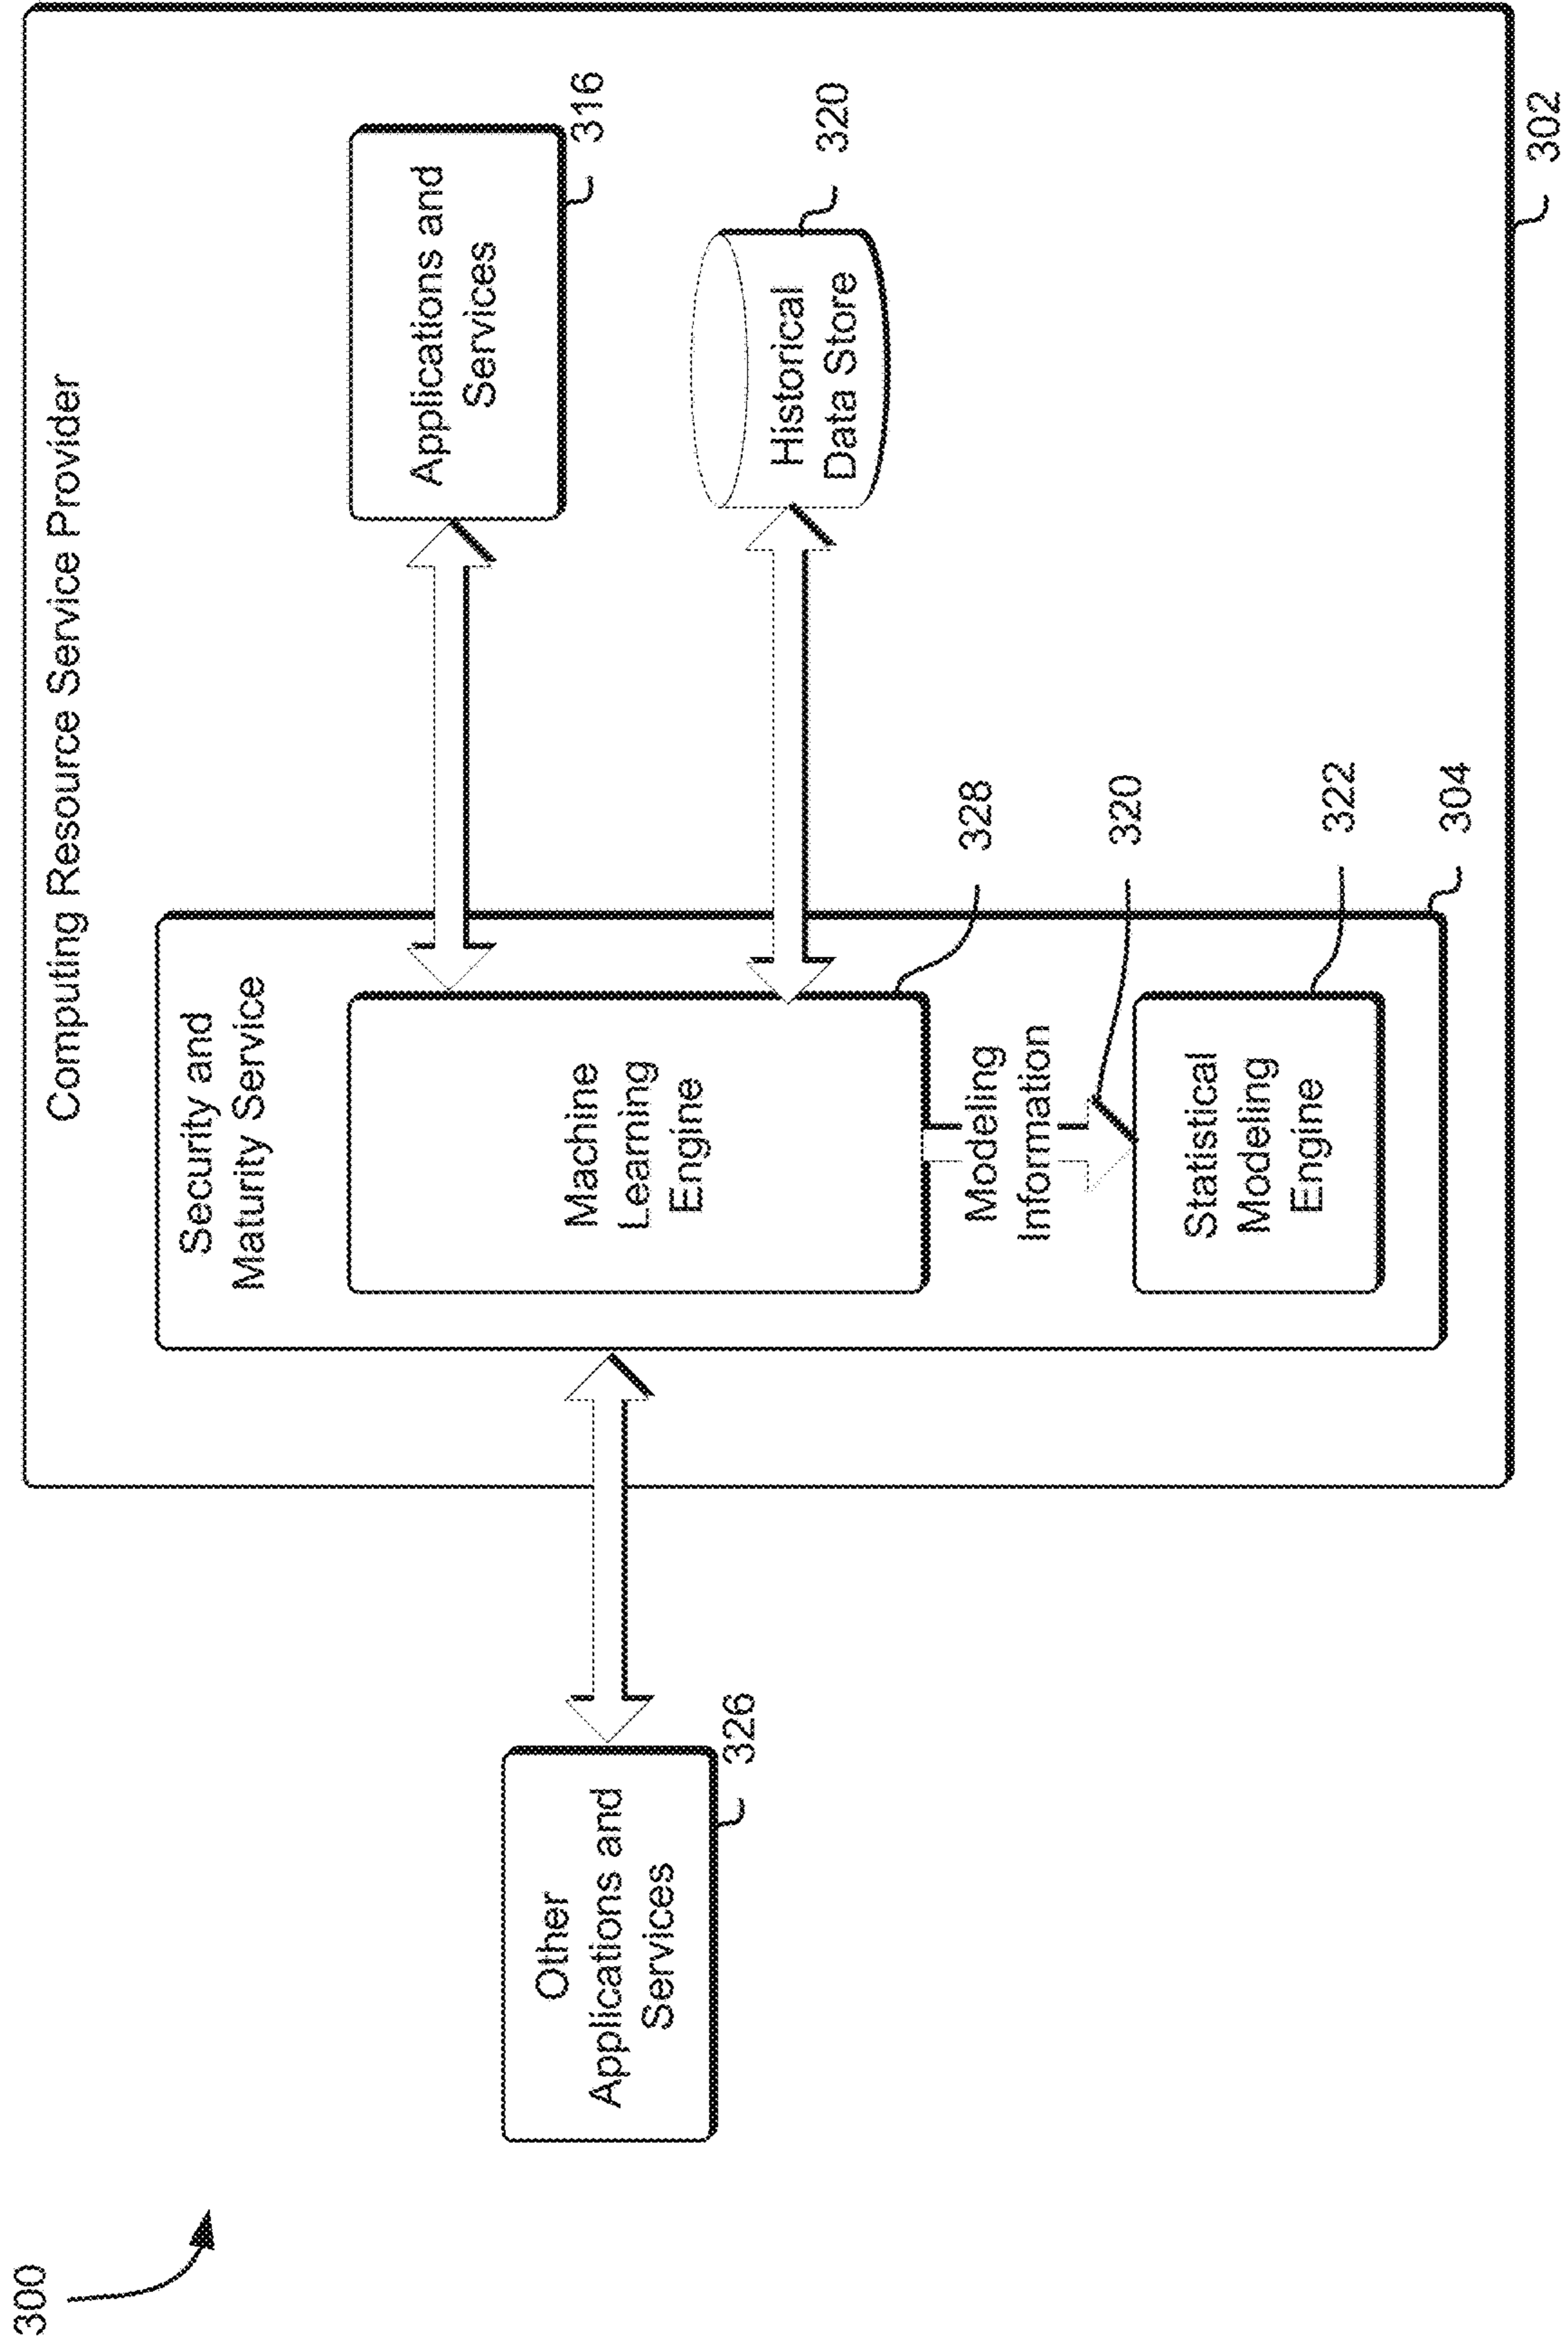 300
Computing Resource Service Provider
Security and
Maturity Service
Applications and
Services
316
Other
Applications and
Services
326
Machine
Learning
Engine
Historical
Data Store
320
328
Modeling
Information
320
Statistical
Modeling
Engine
322
304
302